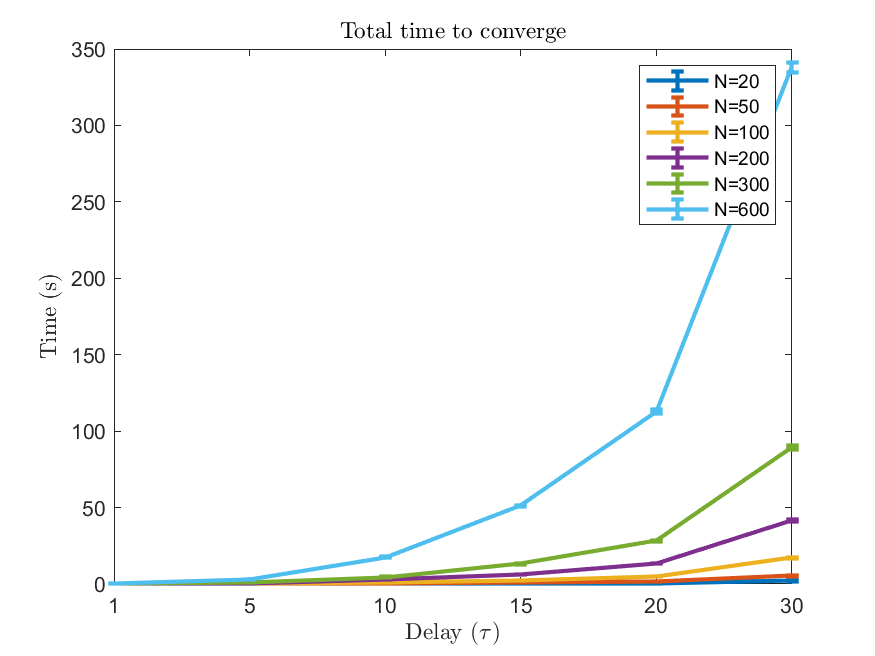 Total time to converge
350
300
250
200
150
100
50
0
Time (s)
N=20
N=50
N=100
N=200
N=300
N=600
1 5 10 15 20 30
Delay (τ)